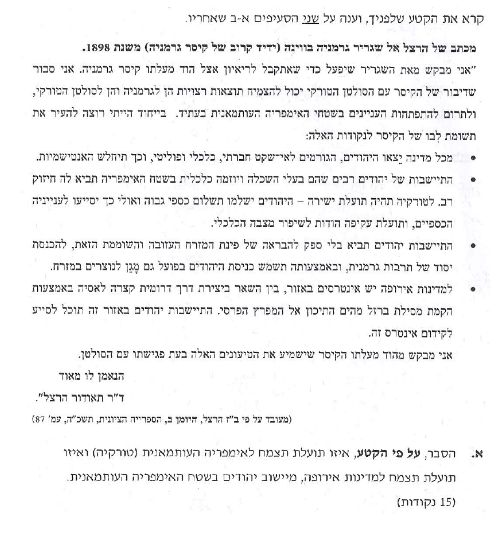 קרא את הקטע שלפניך, וענה על שני הסעיפים א-ב שאחריו.
מכתב של הרצל אל שגריר גרמניה בווינה (ידיד קרוב של קיסר גרמניה) משנת 1898.
"אני מבקש מאת השגריר שיפעל כדי שאתקבל לריאיון אצל הוד מעלתו קיסר גרמניה. אני סבור
שדיבור של הקיסר עם הסולטן הטורקי יכול להצמיח תוצאות רצויות הן לגרמניה והן לסולטן הטורקי,
ולתרום להתפתחות העניינים בשטחי האימפריה העותמאנית בעתיד. בייחוד הייתי רוצה להעיר את
תשומת לבו של הקיסר לנקודות האלה:
• מכל מדינה יֵצאו היהודים, הגורמים לאי-שקט חברתי, כלכלי ופוליטי, וכך תיחלש האנטישמיות.
• התיישבות של יהודים רבים שהם בעלי השכלה ויוזמה כלכלית בשטח האימפריה תביא לה חיזוק
רב. לטורקיה תהיה תועלת ישירה – היהודים ישלמו תשלום כספי גבוה ואולי כך יסייעו לענייניה
הכספיים, ותועלת עקיפה הודות לשיפור מצבה הכלכלי.
• התיישבות יהודים תביא בלי ספק להבראה של פינת המזרח העזובה והשוממת הזאת, להכנסת
יסוד של תרבות גרמנית, ובאמצעותה תשמש כניסת היהודים בפועל גם מָגֵן לנוצרים במזרח.
• למדינות אירופה יש אינטרסים באזור, בין השאר ביצירת דרך דרומית קצרה לאסיה באמצעות
הקמת מסילת ברזל מהים התיכון אל המפרץ הפרסי. התיישבות יהודים באזור זה תוכל לסייע
לקידום אינטרס זה.
אני מבקש מהוד מעלתו הקיסר שישמיע את הטיעונים האלה בעת פגישתו עם הסולטן.
הנאמן לו מאוד
ד"ר תאודור הרצל".
(מעובד על פי ב"ז הרצל, היומן ב, הספרייה הציונית, תשכ"ה, עמ' 87)
א. הסבר, על פי הקטע, איזו תועלת תצמח לאימפריה העותמאנית (טורקיה) ואיזו
תועלת תצמח למדינות אירופה, מיישוב יהודים בשטח האימפריה העותמאנית.
(15 נקודות)